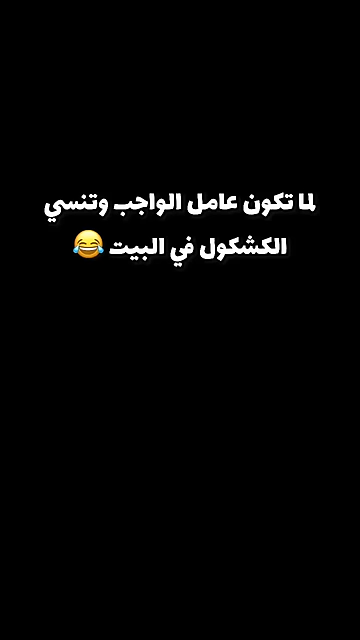 لما تكون عامل الواجب وتنسي
الكشكول في البيت 😂